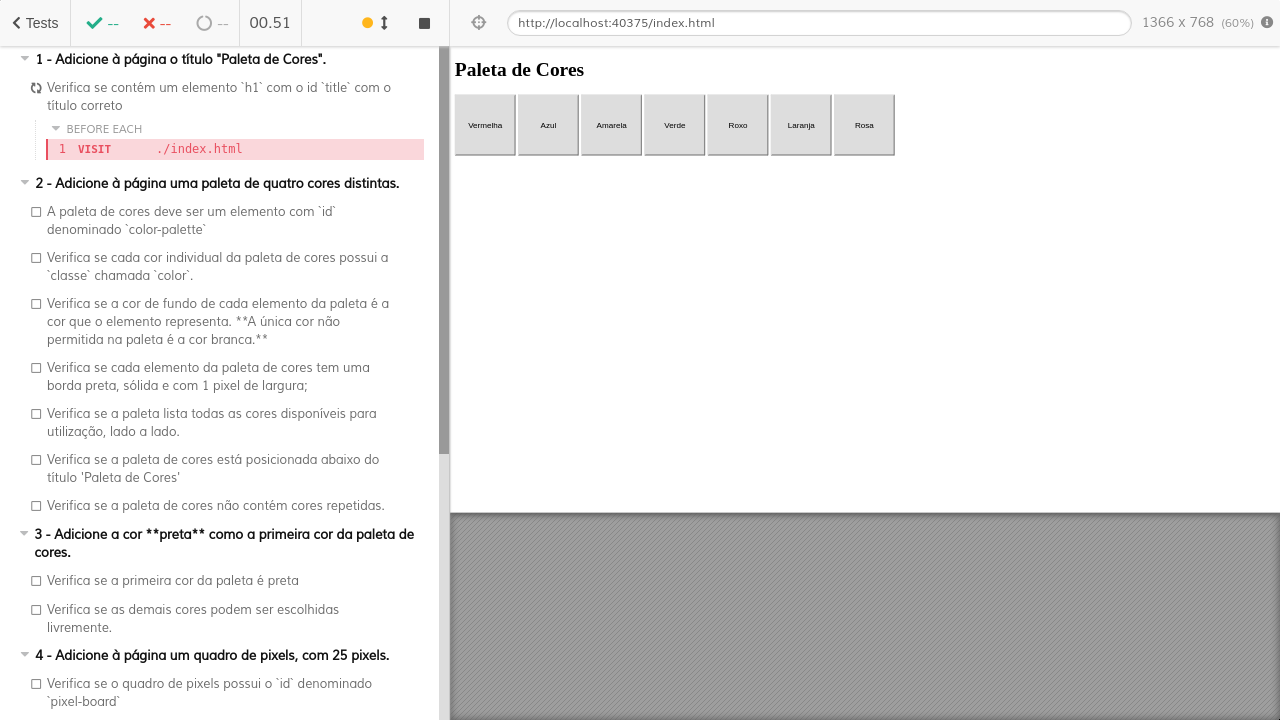 Tests -- -- -- 00.51 http://localhost:40375/index.html 1366 x 768 (60%)
1 - Adicione à página o título "Paleta de Cores".
Verifica se contém um elemento `h1` com o id `title` com o
título correto
BEFORE EACH
1 VISIT ./index.html
2 - Adicione à página uma paleta de quatro cores distintas.
A paleta de cores deve ser um elemento com `id`
denominado `color-palette`
Verifica se cada cor individual da paleta de cores possui a
`classe` chamada `color`.
Verifica se a cor de fundo de cada elemento da paleta é a
cor que o elemento representa. **A única cor não
permitida na paleta é a cor branca.**
Verifica se cada elemento da paleta de cores tem uma
borda preta, sólida e com 1 pixel de largura;
Verifica se a paleta lista todas as cores disponíveis para
utilização, lado a lado.
Verifica se a paleta de cores está posicionada abaixo do
título 'Paleta de Cores'
Verifica se a paleta de cores não contém cores repetidas.
3 - Adicione a cor **preta** como a primeira cor da paleta de
cores.
Verifica se a primeira cor da paleta é preta
Verifica se as demais cores podem ser escolhidas
livremente.
4 - Adicione à página um quadro de pixels, com 25 pixels.
Verifica se o quadro de pixels possui o `id` denominado
`pixel-board`
Paleta de Cores
Vermelha Azul Amarela Verde Roxo Laranja Rosa